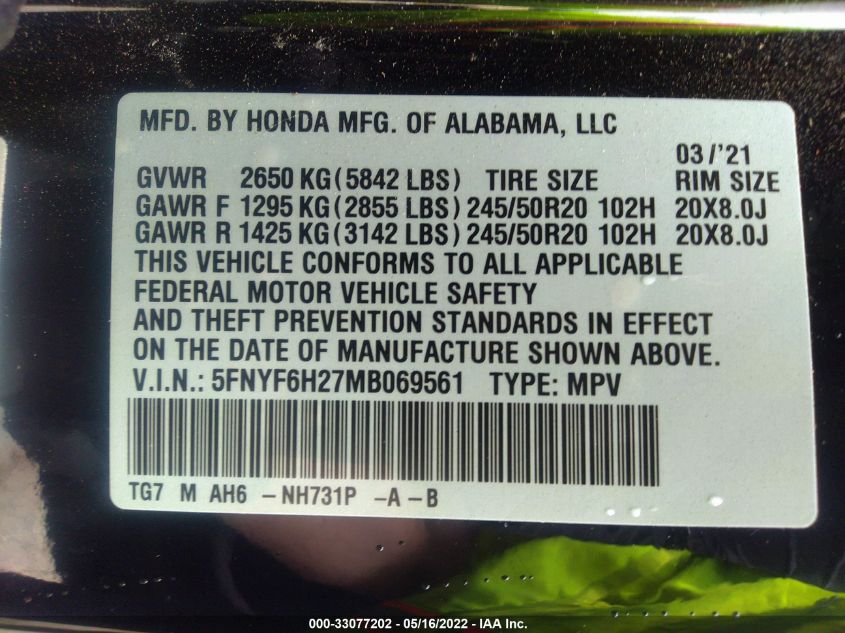 MFD. BY HONDA MFG. OF ALABAMA, LLC
03/'21
GVWR 2650 KG(5842 LBS) TIRE SIZE RIM SIZE
GAWR F 1295 KG(2855 LBS) 245/50R20 102H 20X8.0J
GAWR R 1425 KG(3142 LBS) 245/50R20 102H 20X8.0J
THIS VEHICLE CONFORMS TO ALL APPLICABLE
FEDERAL MOTOR VEHICLE SAFETY
AND THEFT PREVENTION STANDARDS IN EFFECT
ON THE DATE OF MANUFACTURE SHOWN ABOVE.
V.I.N.: 5FNYF6H27MB069561 TYPE: MPV
TG7 M AH6 -NH731P -A -B
000-33077202 - 05/16/2022 - IAA Inc.